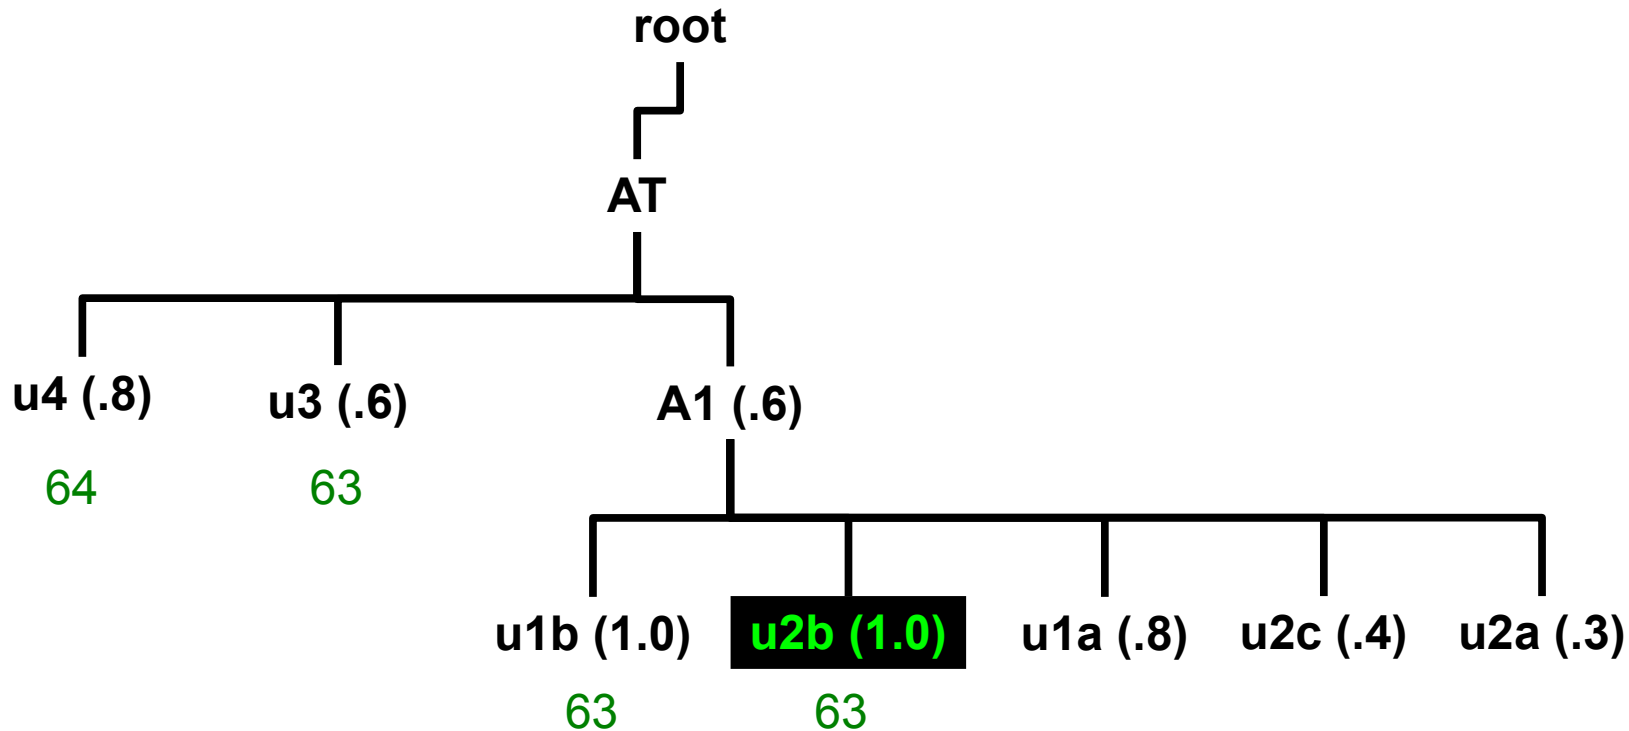 root
AT
u4 (.8) u3 (.6) A1 (.6)
64 63
u1b (1.0) u2b (1.0) u1a (.8) u2c (.4) u2a (.3)
63 63